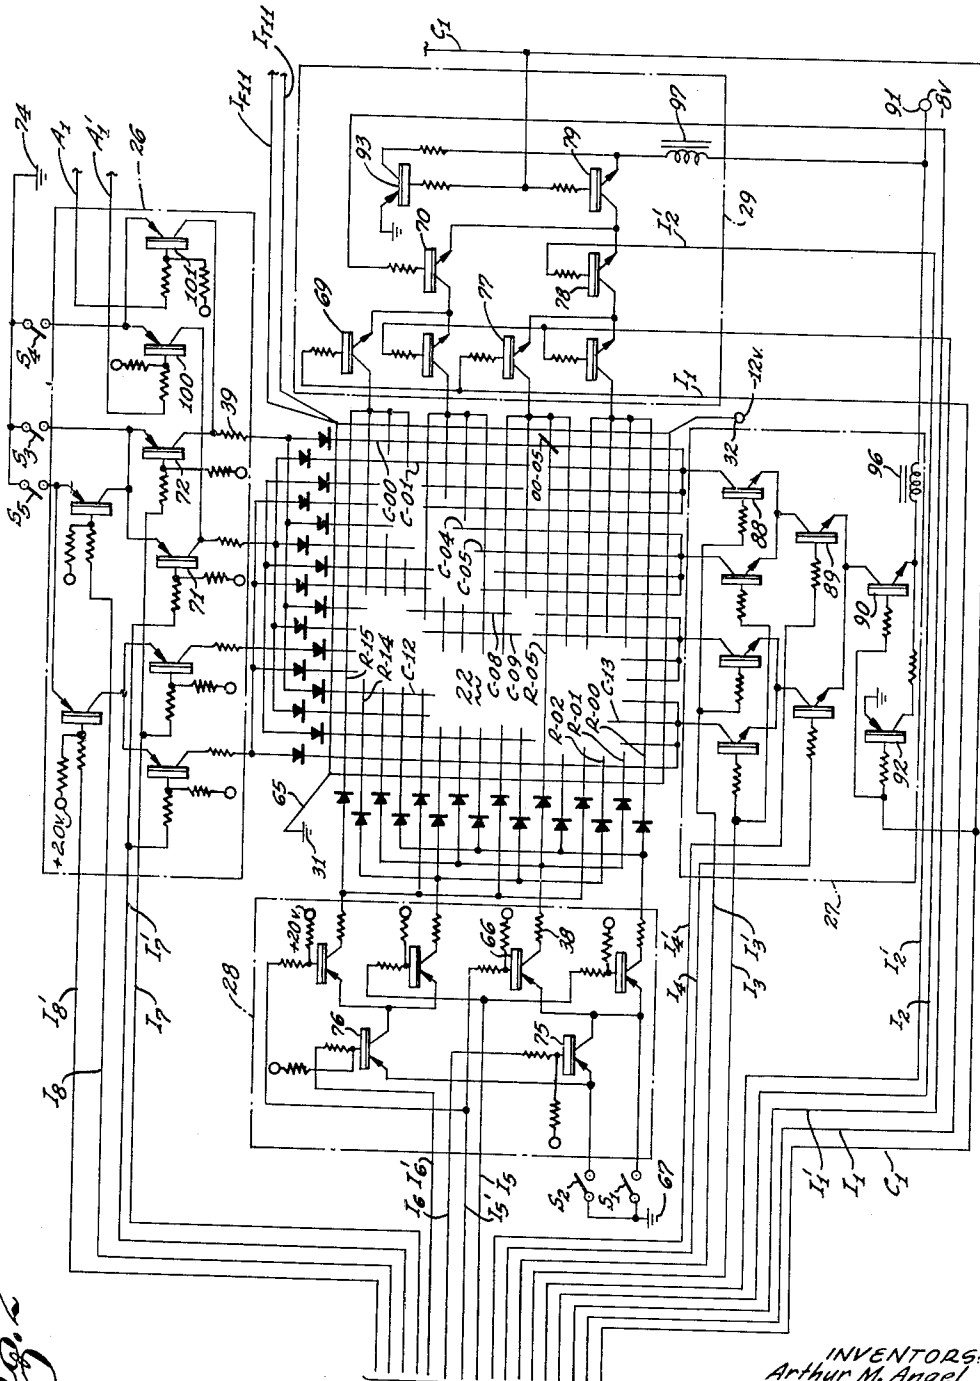 74
A1
A1'
26
IF11
IT11
C1
S4
S3
S5
101
100
39
72
71
+20v.
I8'
I8
I7'
I7
93
97
79
70
I2'
29
78
69
77
I1
-8v
91
C-00
C-01
C-04
C-05
00-05
-12v.
32
R-15
R-14
C-12
22
C-08
C-09
R-05
R-02
R-01
R-00
C-13
65
31
96
88
89
90
92
27
28
+20v.
66
38
76
75
I6 I6'
I5' I5
S2
S1
67
I4'
I4
I3'
I3
I2'
I2
I1'
I1
C1
INVENTORS:
Arthur M. Angel